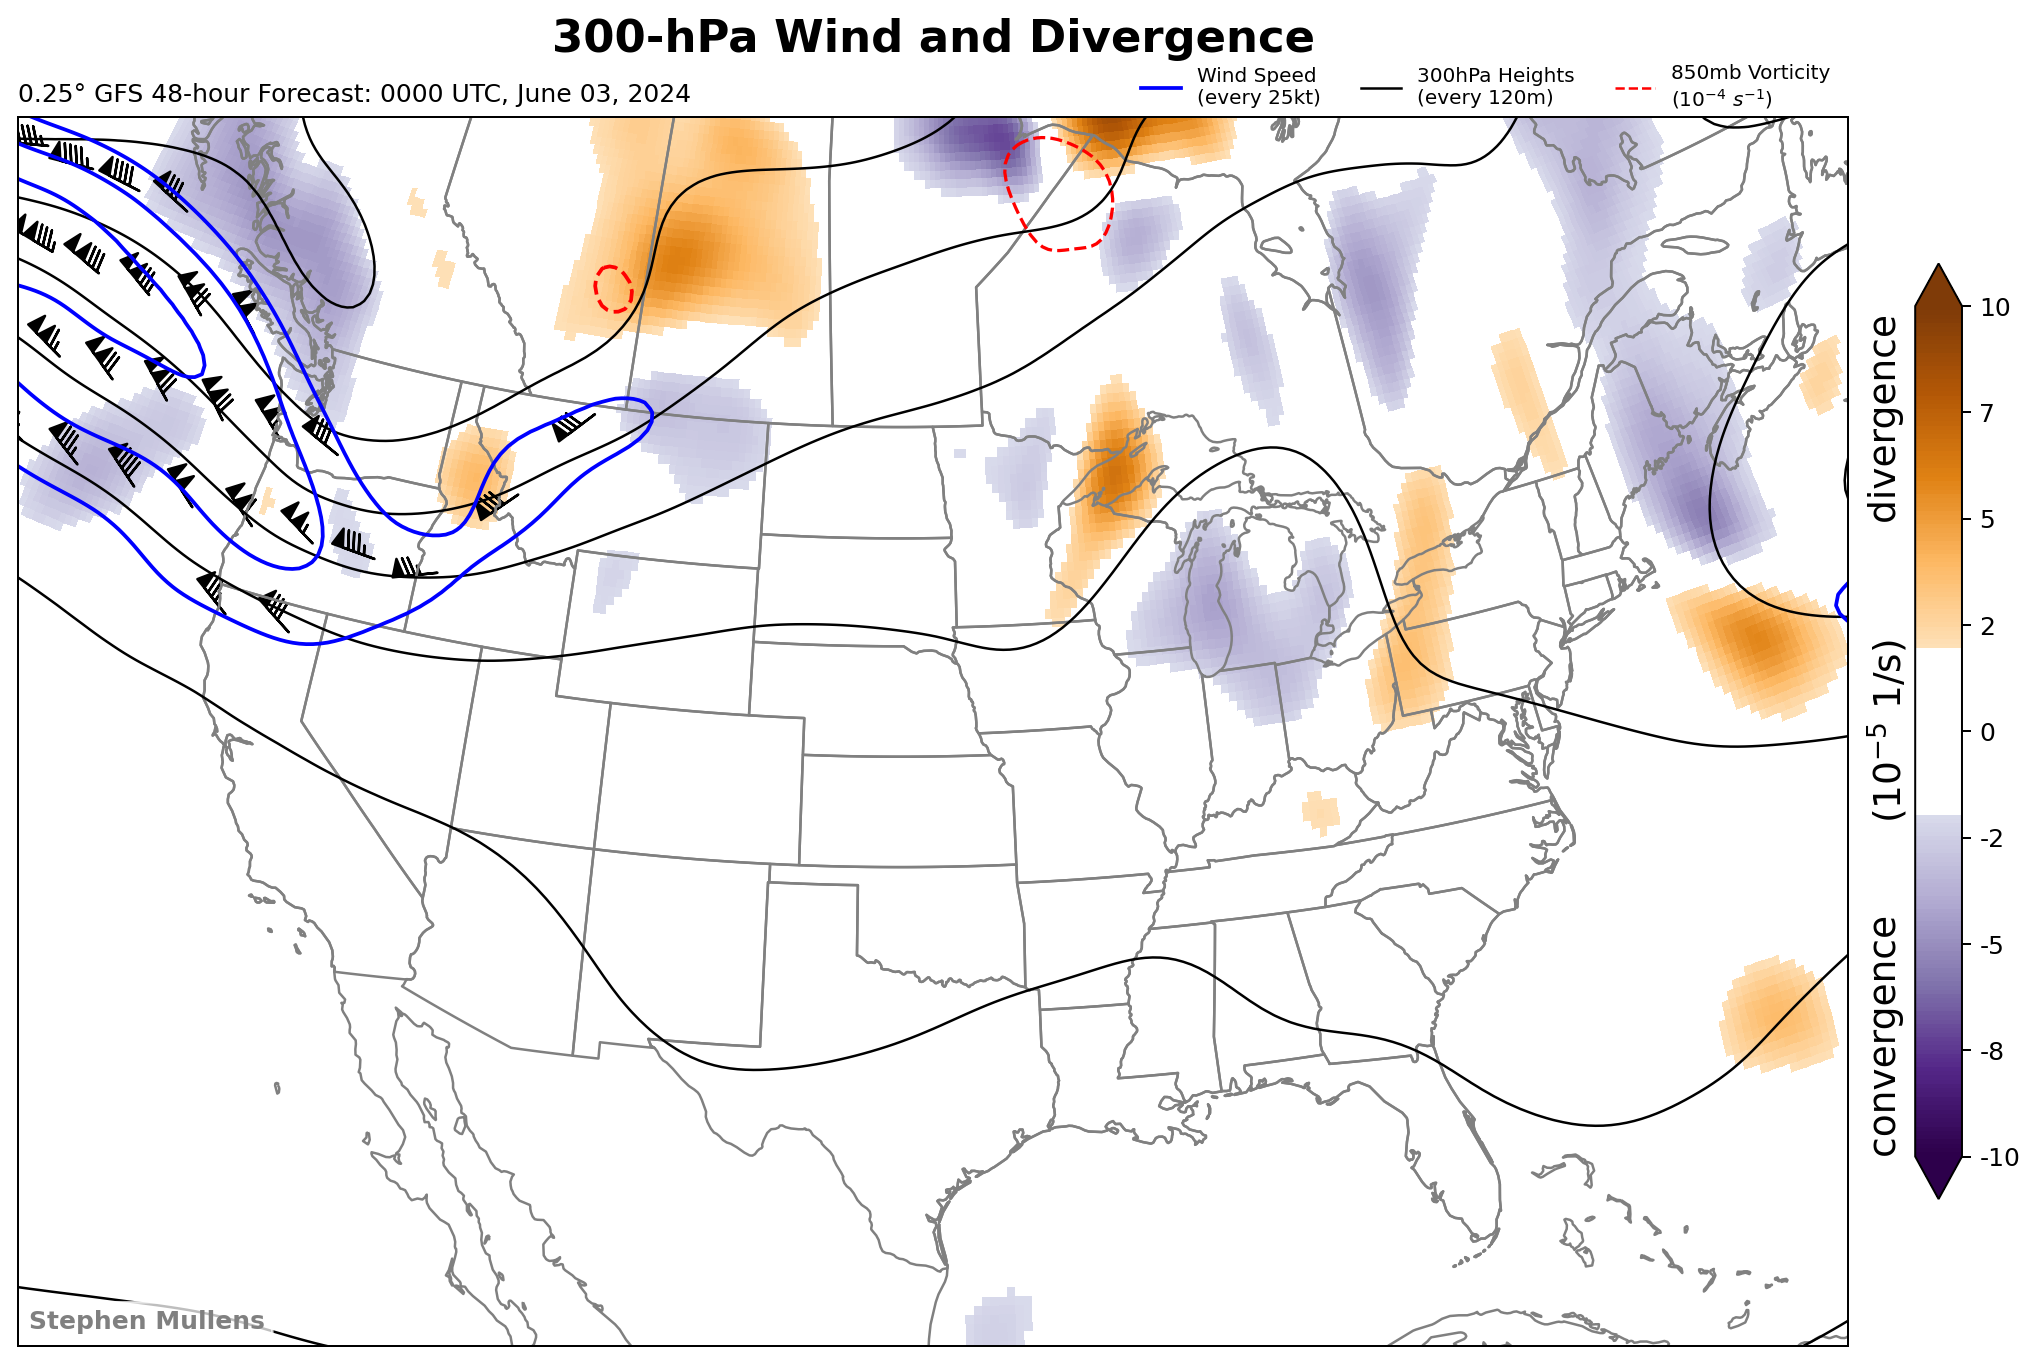 300-hPa Wind and Divergence
0.25° GFS 48-hour Forecast: 0000 UTC, June 03, 2024
Wind Speed
(every 25kt)
300hPa Heights
(every 120m)
850mb Vorticity
(10⁻⁴ s⁻¹)
10
7
5
2
0
-2
-5
-8
-10
convergence (10⁻⁵ 1/s) divergence
Stephen Mullens